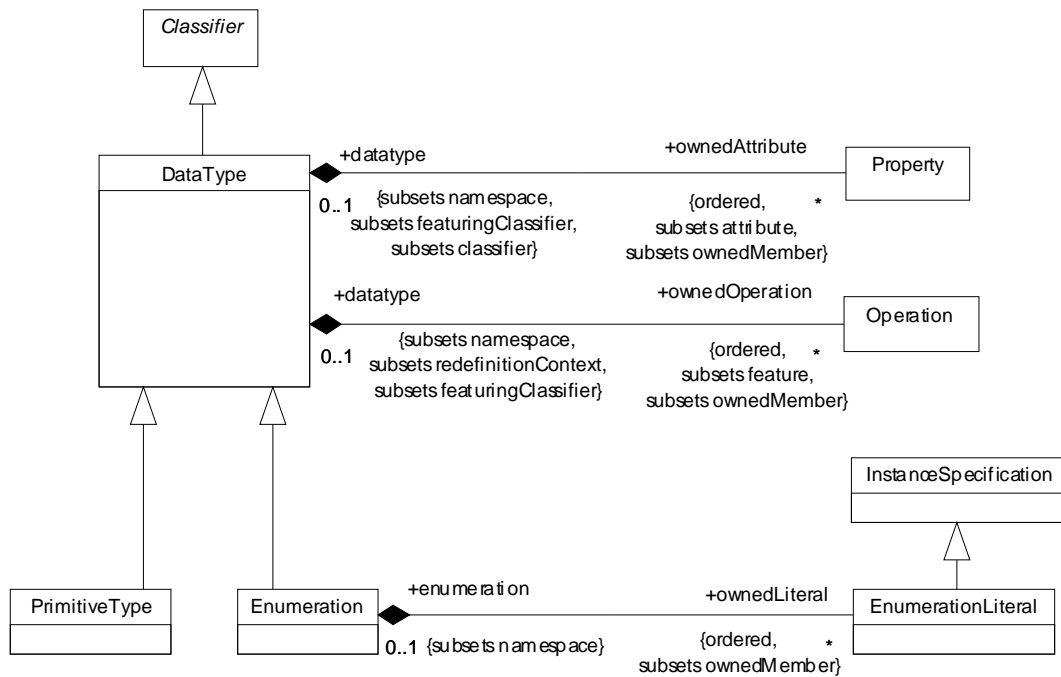 Classifier
DataType
+datatype
+ownedAttribute
Property
0..1
{subsets namespace,
subsets featuringClassifier,
subsets classifier}
{ordered,
*
subsets attribute,
subsets ownedMember}
+datatype
+ownedOperation
Operation
0..1
{subsets namespace,
subsets redefinitionContext,
subsets featuringClassifier}
{ordered,
*
subsets feature,
subsets ownedMember}
InstanceSpecification
PrimitiveType
Enumeration
+enumeration
+ownedLiteral
EnumerationLiteral
0..1
{subsets namespace}
{ordered,
*
subsets ownedMember}